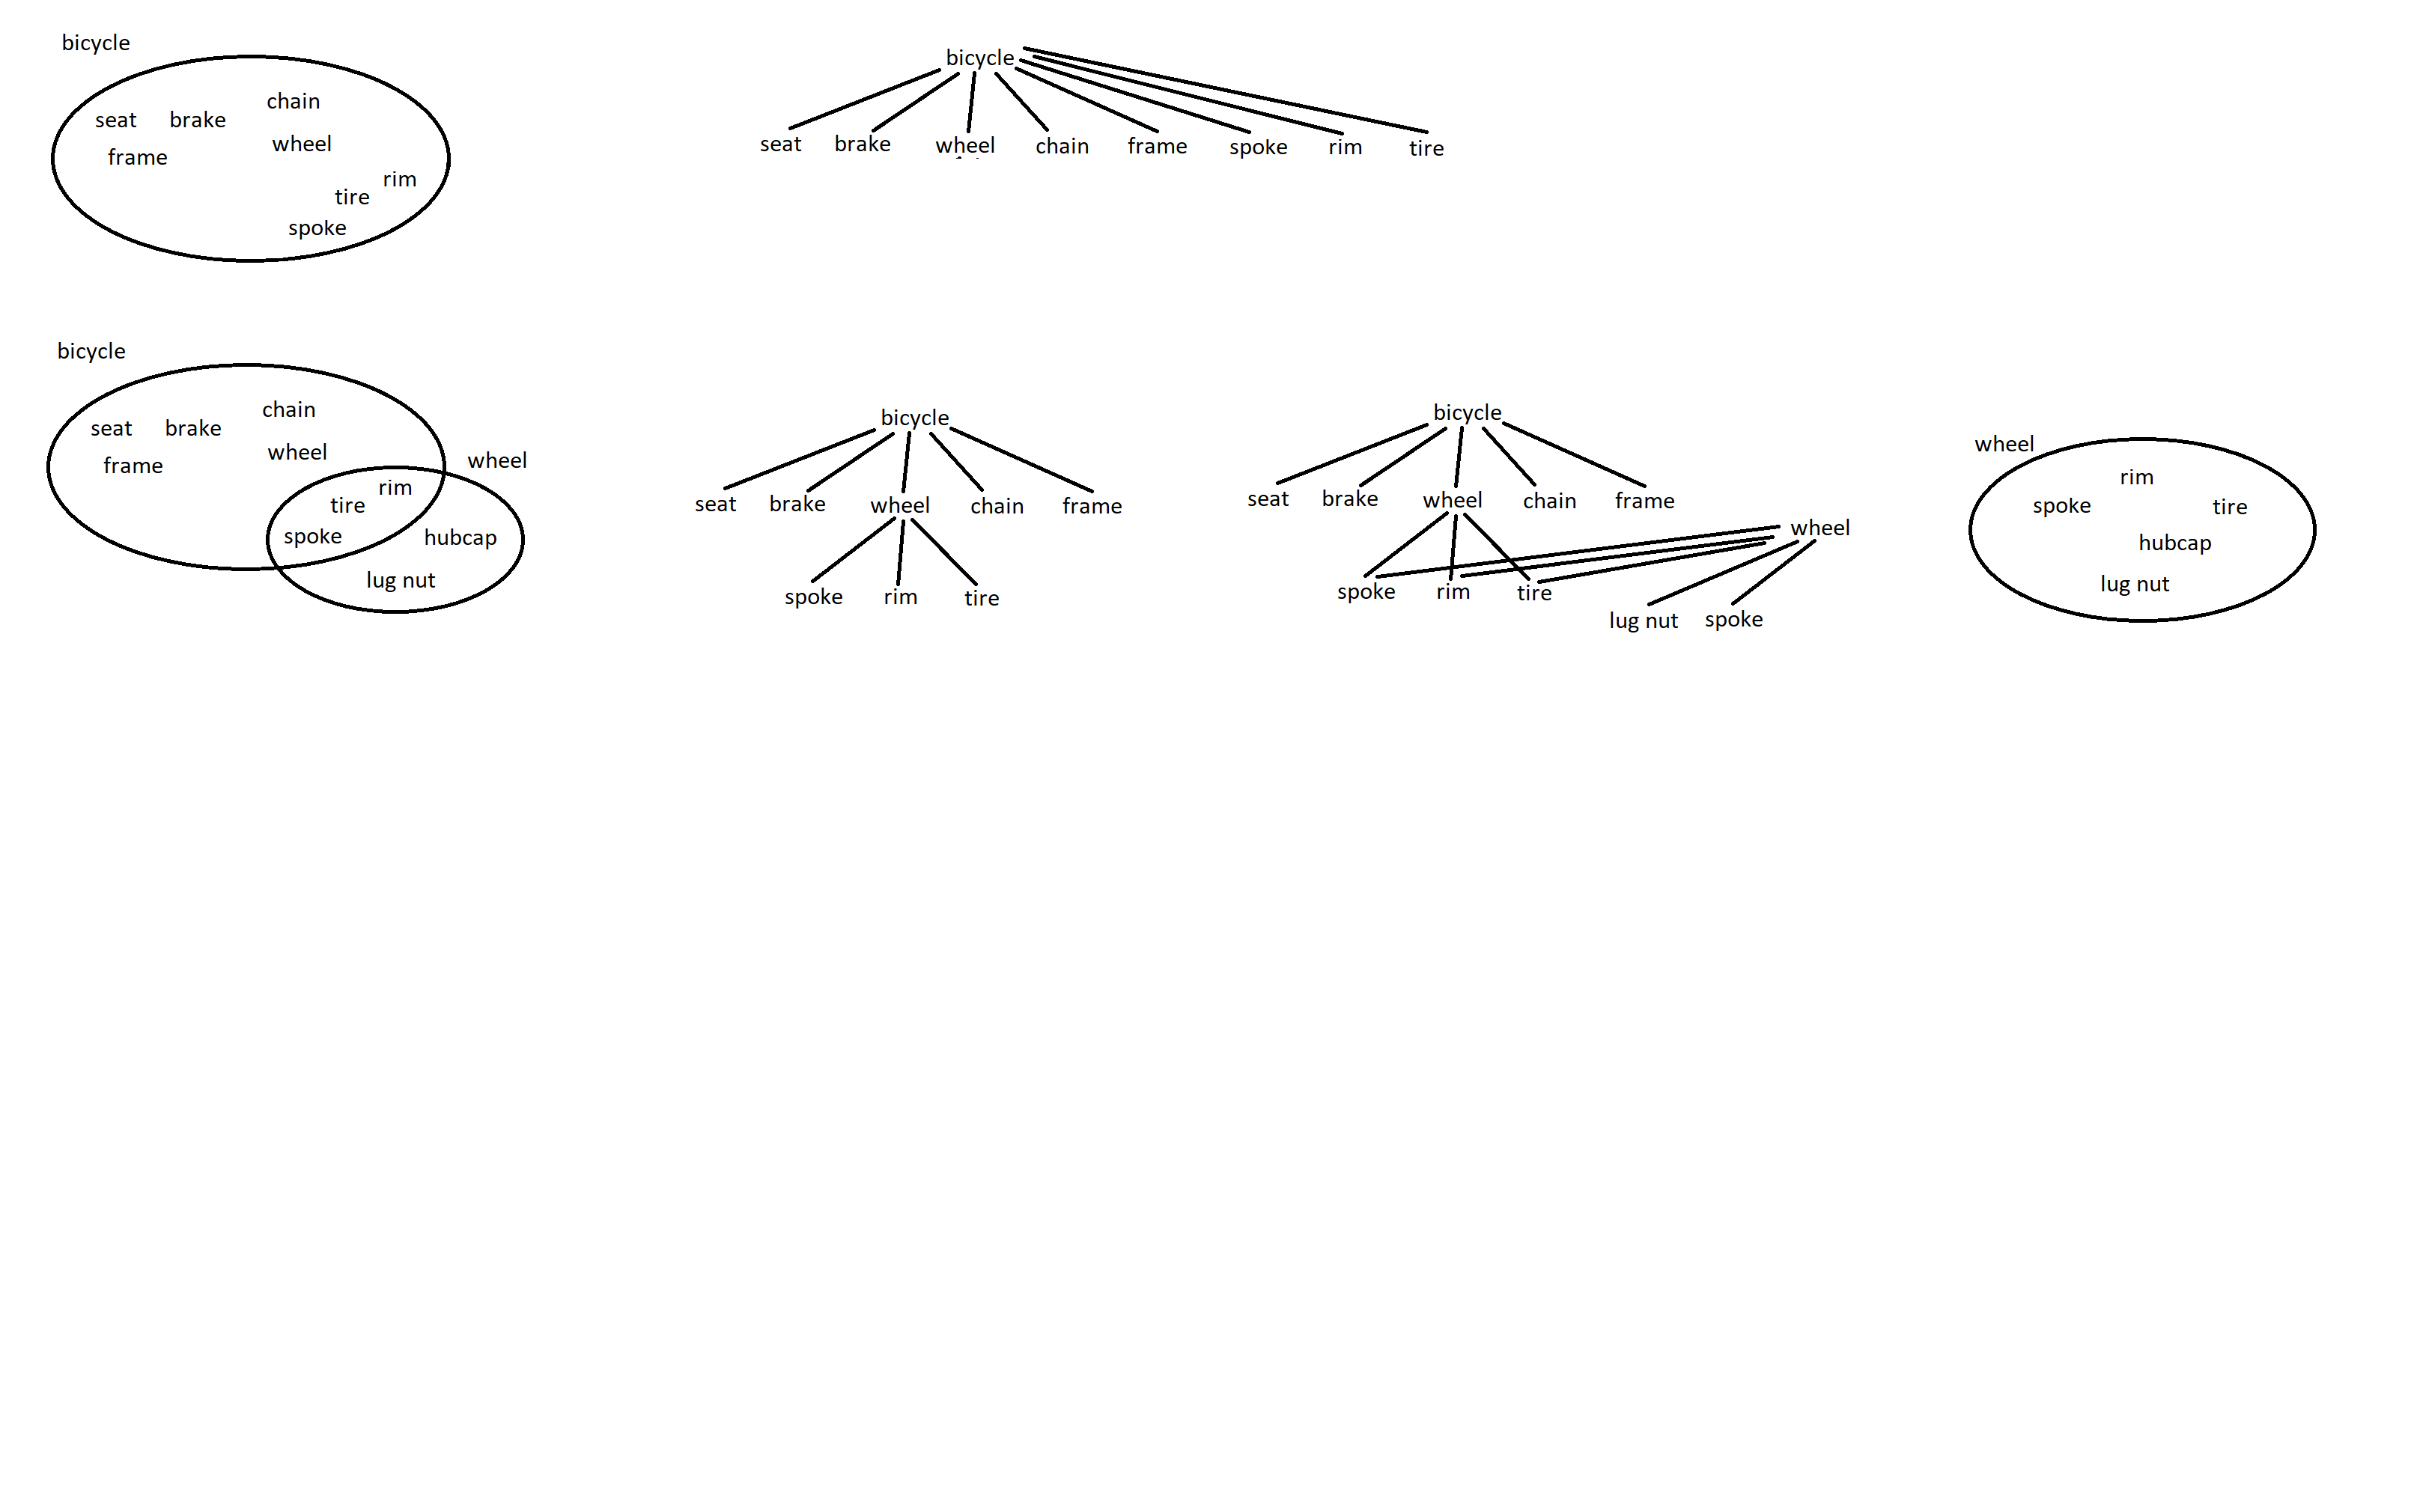 bicycle
chain
seat brake
wheel
frame
rim
tire
spoke
bicycle
seat brake wheel chain frame spoke rim tire
bicycle
chain
seat brake
wheel
frame
wheel
rim
tire
spoke hubcap
lug nut
bicycle
seat brake wheel chain frame
spoke rim tire
bicycle
seat brake wheel chain frame
wheel
spoke rim tire
lug nut spoke
wheel
rim
spoke tire
hubcap
lug nut